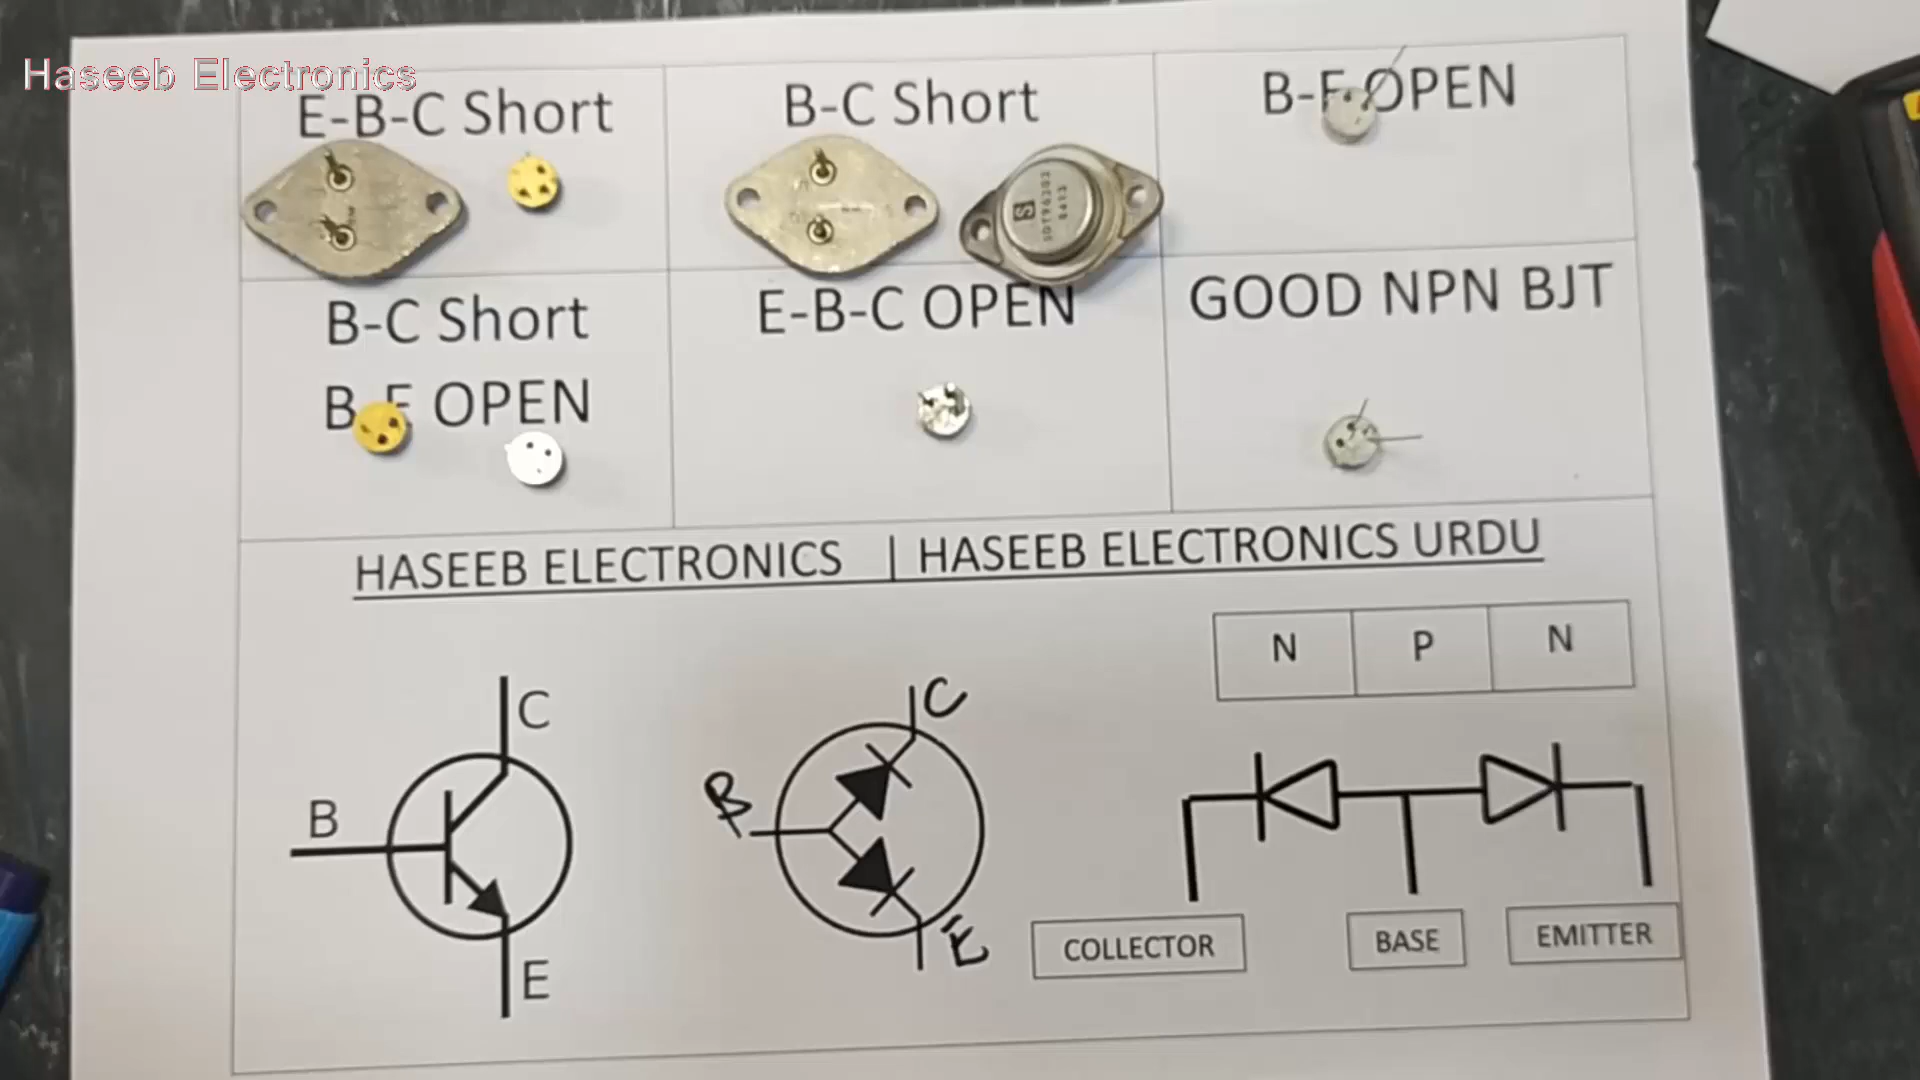 Haseeb Electronics
E-B-C Short
B-C Short
B-E OPEN
B-C Short
B-E OPEN
E-B-C OPEN
GOOD NPN BJT
HASEEB ELECTRONICS | HASEEB ELECTRONICS URDU
N P N
C
B
E
C
B
E
COLLECTOR
BASE
EMITTER